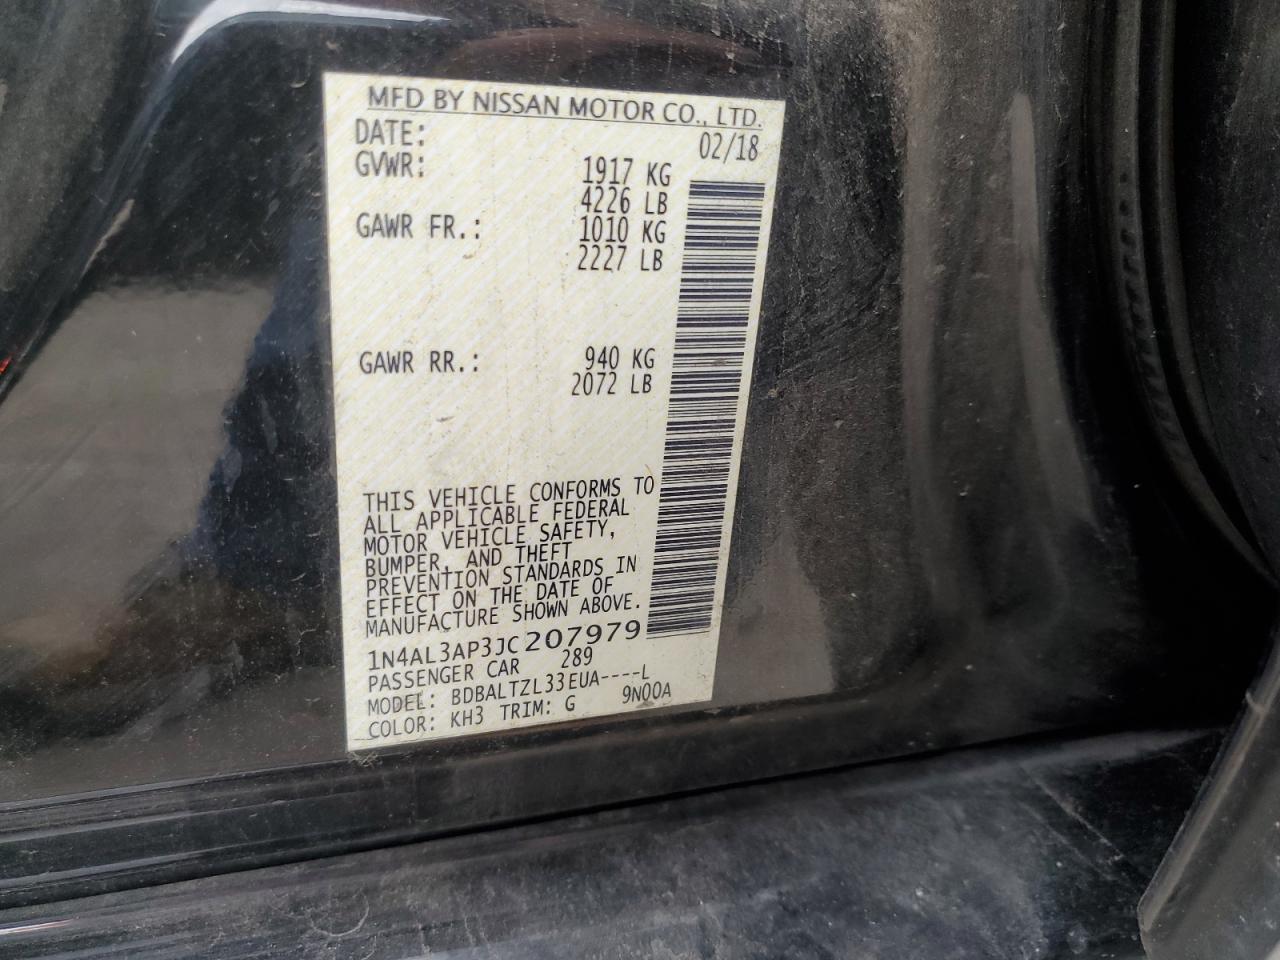 MFD BY NISSAN MOTOR CO., LTD.
DATE: 02/18
GVWR: 1917 KG
4226 LB
GAWR FR.: 1010 KG
2227 LB
GAWR RR.: 940 KG
2072 LB
THIS VEHICLE CONFORMS TO
ALL APPLICABLE FEDERAL
MOTOR VEHICLE SAFETY,
BUMPER, AND THEFT
PREVENTION STANDARDS IN
EFFECT ON THE DATE OF
MANUFACTURE SHOWN ABOVE.
1N4AL3AP3JC207979
PASSENGER CAR 289
MODEL: BDBALTZL33EUA----L
COLOR: KH3 TRIM: G 9N00A